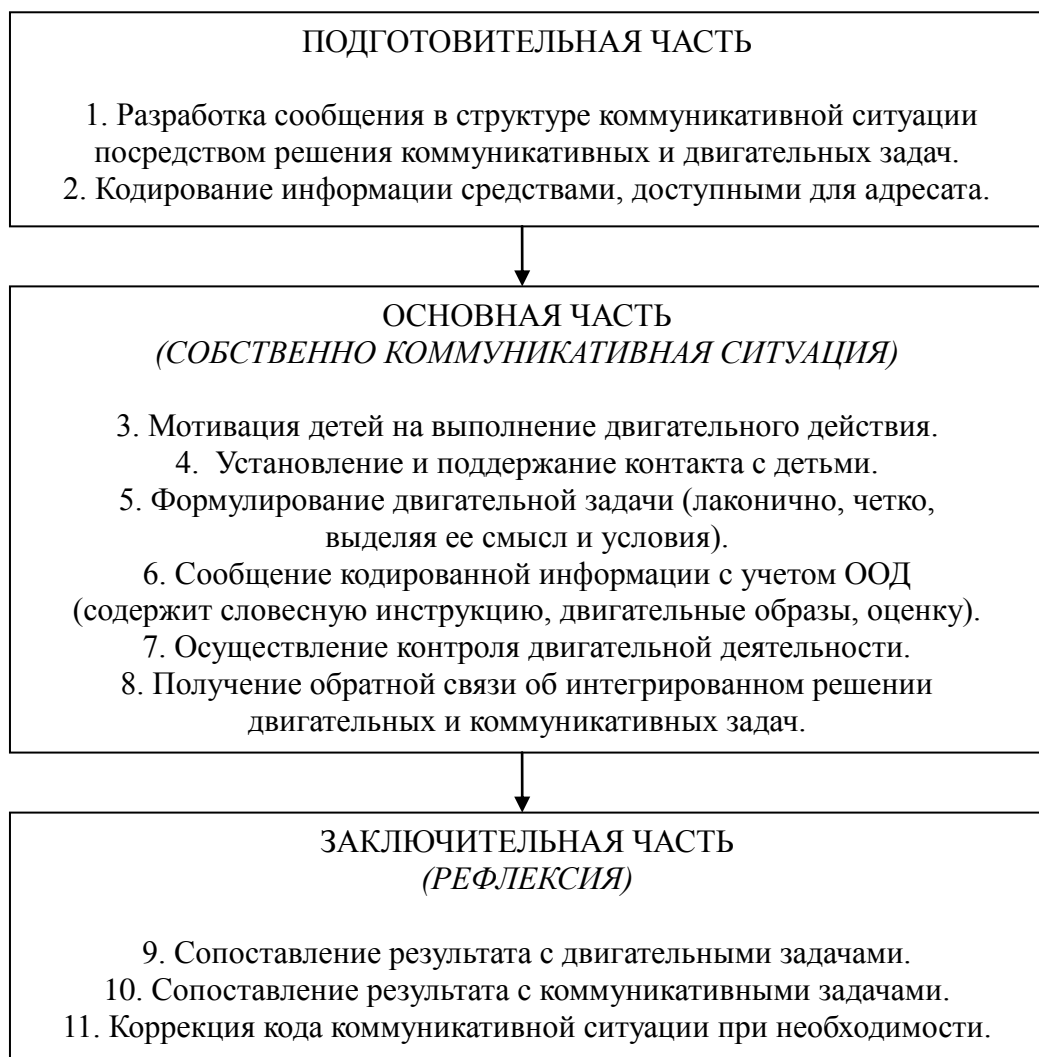 ПОДГОТОВИТЕЛЬНАЯ ЧАСТЬ
1. Разработка сообщения в структуре коммуникативной ситуации
посредством решения коммуникативных и двигательных задач.
2. Кодирование информации средствами, доступными для адресата.
ОСНОВНАЯ ЧАСТЬ
(СОБСТВЕННО КОММУНИКАТИВНАЯ СИТУАЦИЯ)
3. Мотивация детей на выполнение двигательного действия.
4. Установление и поддержание контакта с детьми.
5. Формулирование двигательной задачи (лаконично, четко,
выделяя ее смысл и условия).
6. Сообщение кодированной информации с учетом ООД
(содержит словесную инструкцию, двигательные образы, оценку).
7. Осуществление контроля двигательной деятельности.
8. Получение обратной связи об интегрированном решении
двигательных и коммуникативных задач.
ЗАКЛЮЧИТЕЛЬНАЯ ЧАСТЬ
(РЕФЛЕКСИЯ)
9. Сопоставление результата с двигательными задачами.
10. Сопоставление результата с коммуникативными задачами.
11. Коррекция кода коммуникативной ситуации при необходимости.